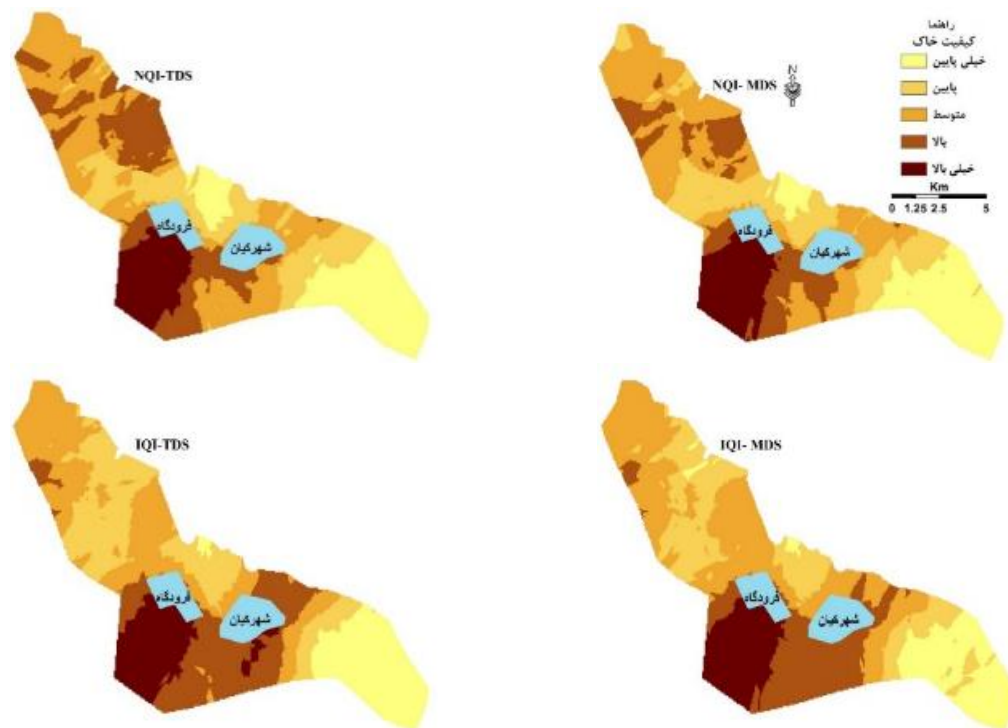 NQI-TDS
فرودگاه
شهرکیان
NQI- MDS
N
فرودگاه
شهرکیان
راهنما
کیفیت خاک
خیلی پایین
پایین
متوسط
بالا
خیلی بالا
Km
0 1.25 2.5 5
IQI-TDS
فرودگاه
شهرکیان
IQI- MDS
فرودگاه
شهرکیان